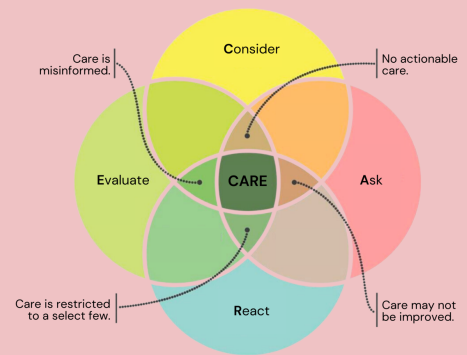 Consider
Care is
misinformed.
No actionable
care.
Evaluate
CARE
Ask
Care is restricted
to a select few.
React
Care may not
be improved.